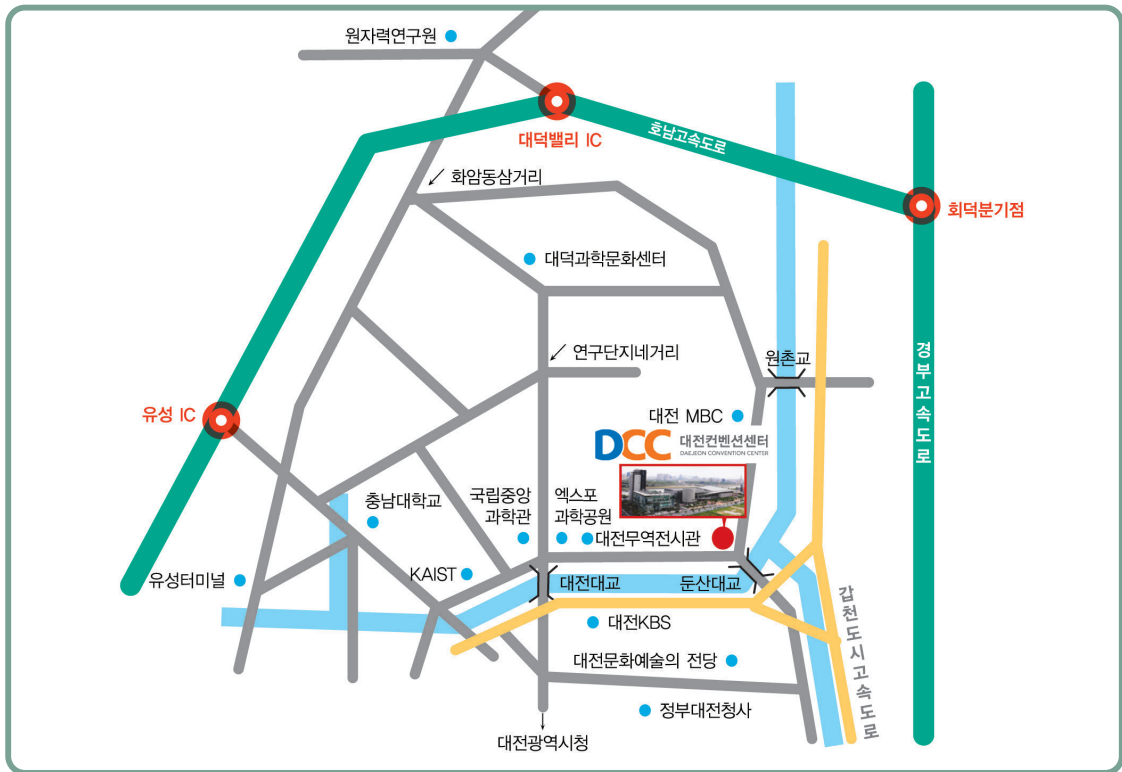 원자력연구원
대덕밸리 IC
호남고속도로
화암동삼거리
회덕분기점
대덕과학문화센터
연구단지네거리
원촌교
경부고속도로
유성 IC
대전 MBC
DCC 대전컨벤션센터
DAEJEON CONVENTION CENTER
충남대학교
국립중앙
과학관
엑스포
과학공원
대전무역전시관
유성터미널
KAIST
대전대교
둔산대교
갑천도시고속도로
대전KBS
대전문화예술의 전당
정부대전청사
대전광역시청